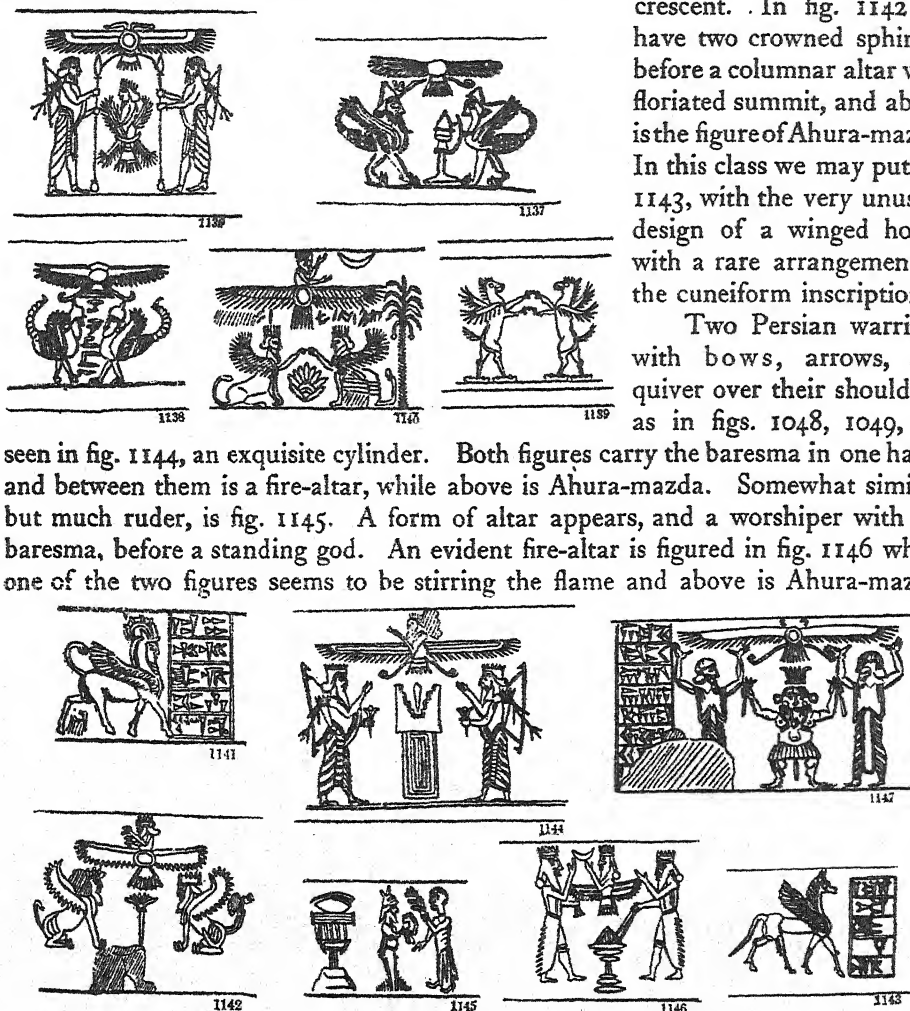 crescent. . In fig. 1142
have two crowned sphin
before a columnar altar
floriated summit, and ab
is the figure of Ahura-maz
In this class we may put
1143, with the very unus
design of a winged ho
with a rare arrangemen
the cuneiform inscriptio
Two Persian warri
with bows, arrows,
quiver over their should
as in figs. 1048, 1049,
seen in fig. 1144, an exquisite cylinder. Both figures carry the baresma in one ha
and between them is a fire-altar, while above is Ahura-mazda. Somewhat simi
but much ruder, is fig. 1145. A form of altar appears, and a worshiper with
baresma, before a standing god. An evident fire-altar is figured in fig. 1146 wh
one of the two figures seems to be stirring the flame and above is Ahura-maz
1137
1138
1139
1141
1144
1147
1142
1145
1146
1143